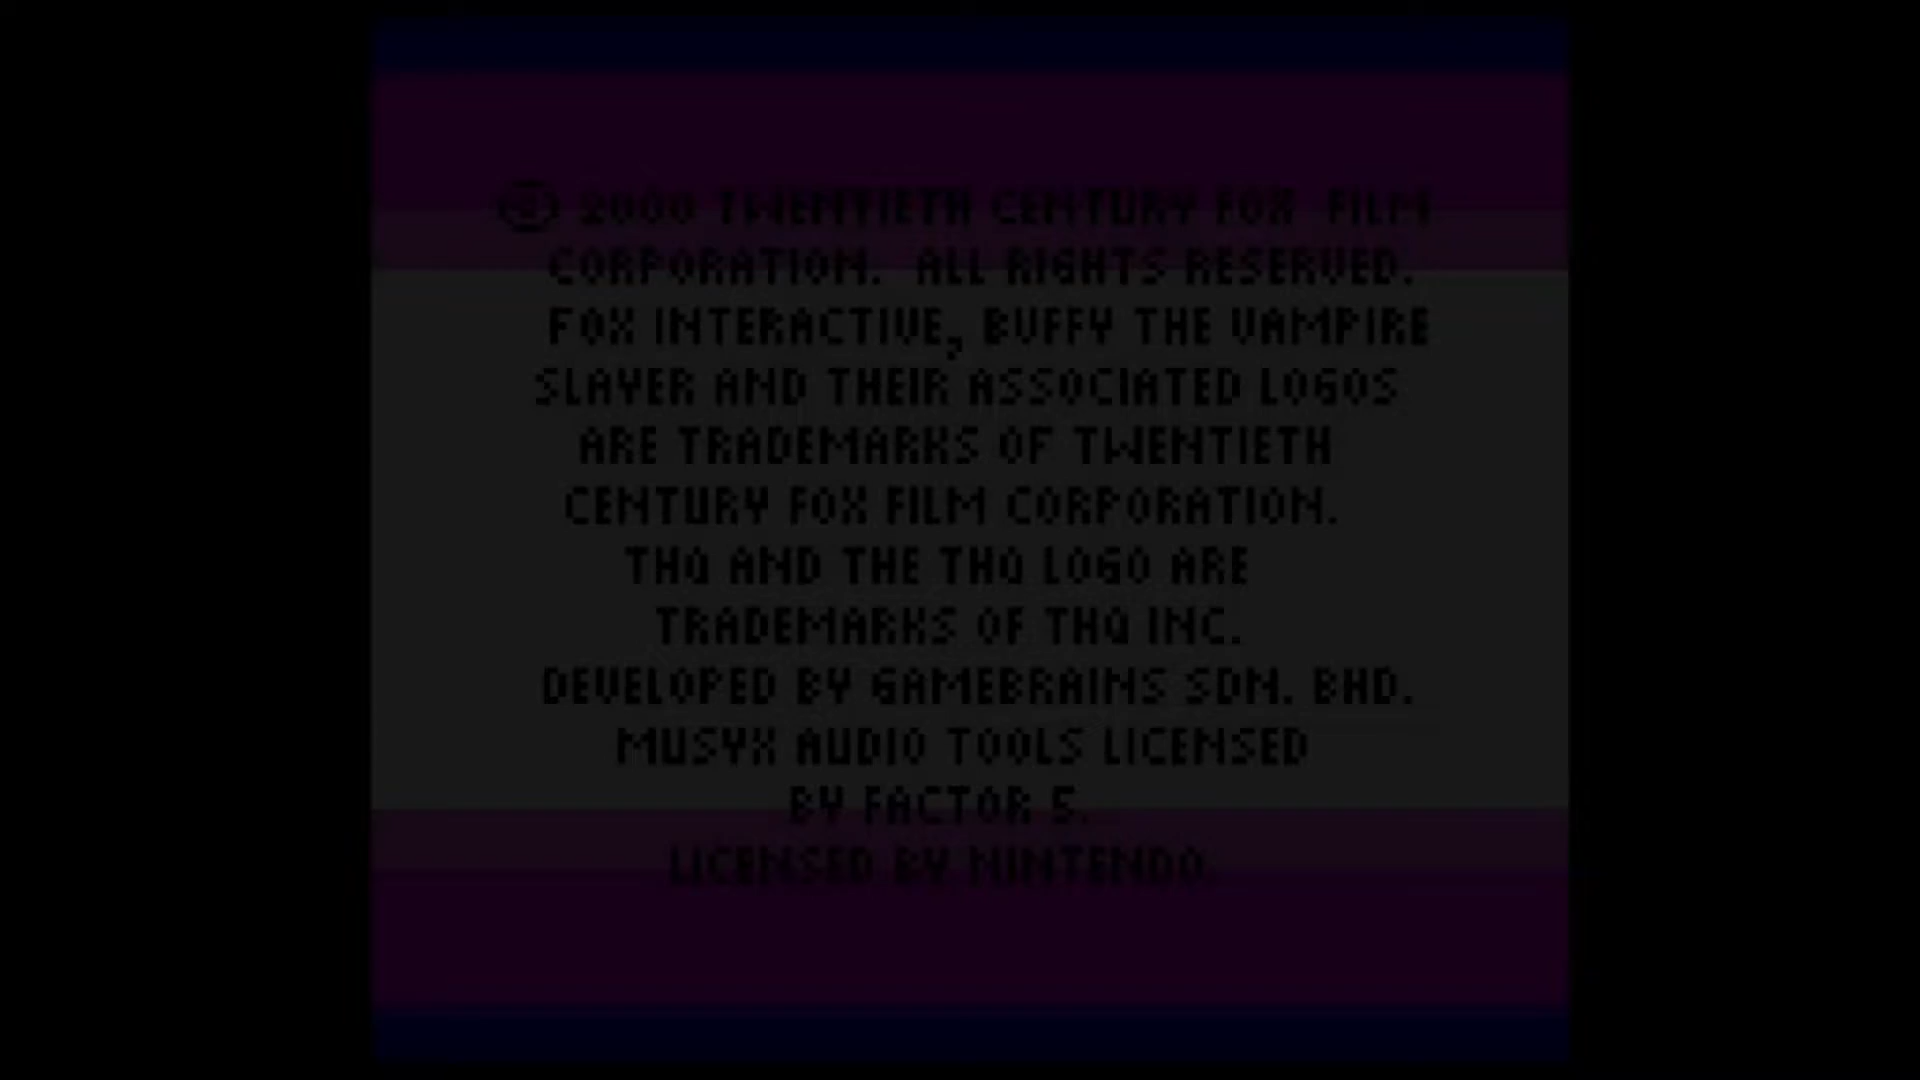 © 2000 TWENTIETH CENTURY FOX FILM
CORPORATION. ALL RIGHTS RESERVED.
FOX INTERACTIVE, BUFFY THE VAMPIRE
SLAYER AND THEIR ASSOCIATED LOGOS
ARE TRADEMARKS OF TWENTIETH
CENTURY FOX FILM CORPORATION.
THQ AND THE THQ LOGO ARE
TRADEMARKS OF THQ INC.
DEVELOPED BY GAMEBRAINS SDN. BHD.
MUSYX AUDIO TOOLS LICENSED
BY FACTOR 5.
LICENSED BY NINTENDO.